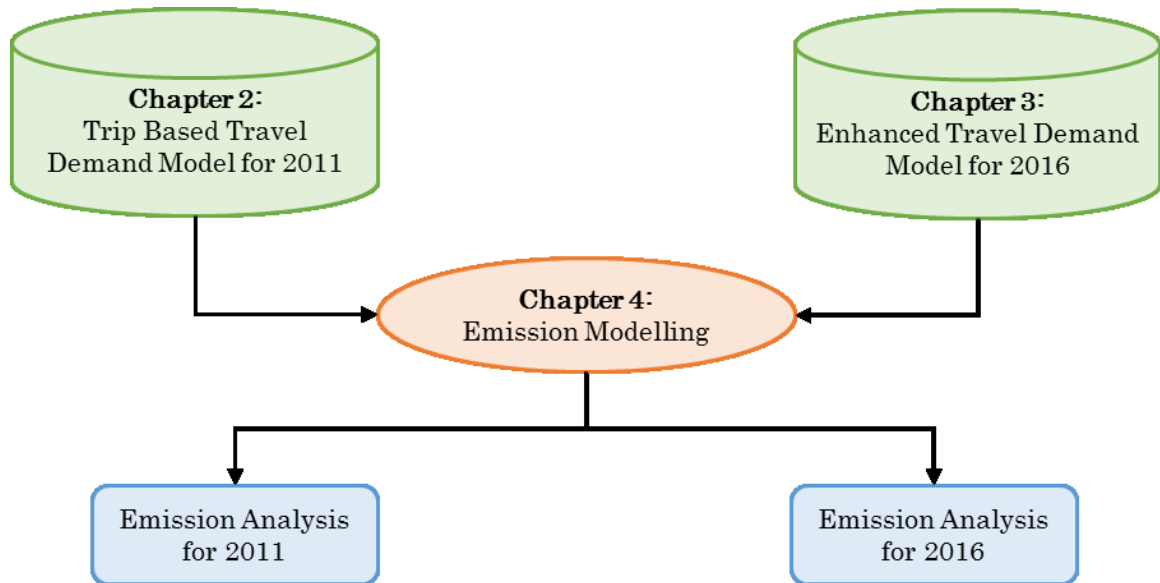 Chapter 2:
Trip Based Travel
Demand Model for 2011
Chapter 3:
Enhanced Travel Demand
Model for 2016
Chapter 4:
Emission Modelling
Emission Analysis
for 2011
Emission Analysis
for 2016